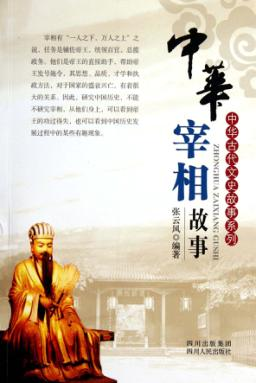 宰相有“一人之下、万人之上”之
说,任务是辅佐帝王,统领百官,总揽
政务。他们是帝王的直接助手,帮助帝
王发号施令,其思想、品质、才学和执
政方法,对于国家的盛衰兴亡,有着很
大的关系。因此,研究中国历史,不能
不研究宰相,从他们身上,可以看到帝
王的功过得失,也可以看到中国历史发
展过程中的某些有趣现象。
中华
宰相
故事
ZHONGHUA ZAIXIANG GUSHI
中华古代文史故事系列
张云风◎编著
四川出版集团
四川人民出版社